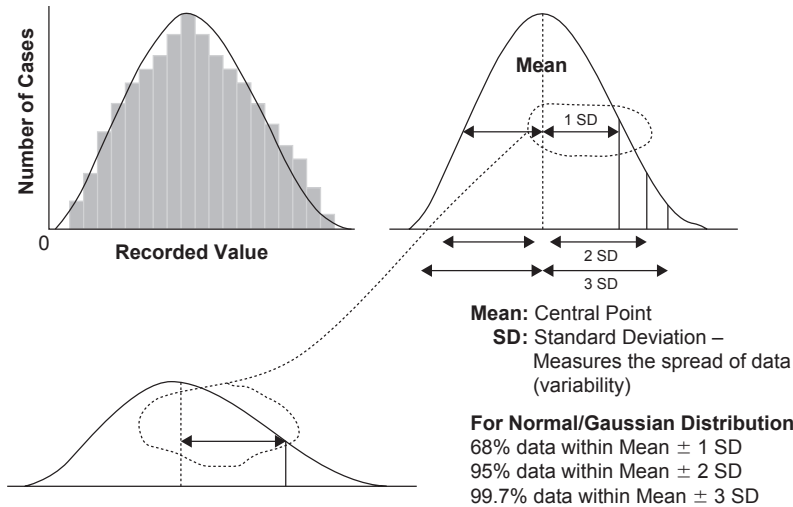 Number of Cases
0
Recorded Value
Mean
1 SD
2 SD
3 SD
Mean: Central Point
SD: Standard Deviation –
Measures the spread of data
(variability)
For Normal/Gaussian Distribution
68% data within Mean ± 1 SD
95% data within Mean ± 2 SD
99.7% data within Mean ± 3 SD